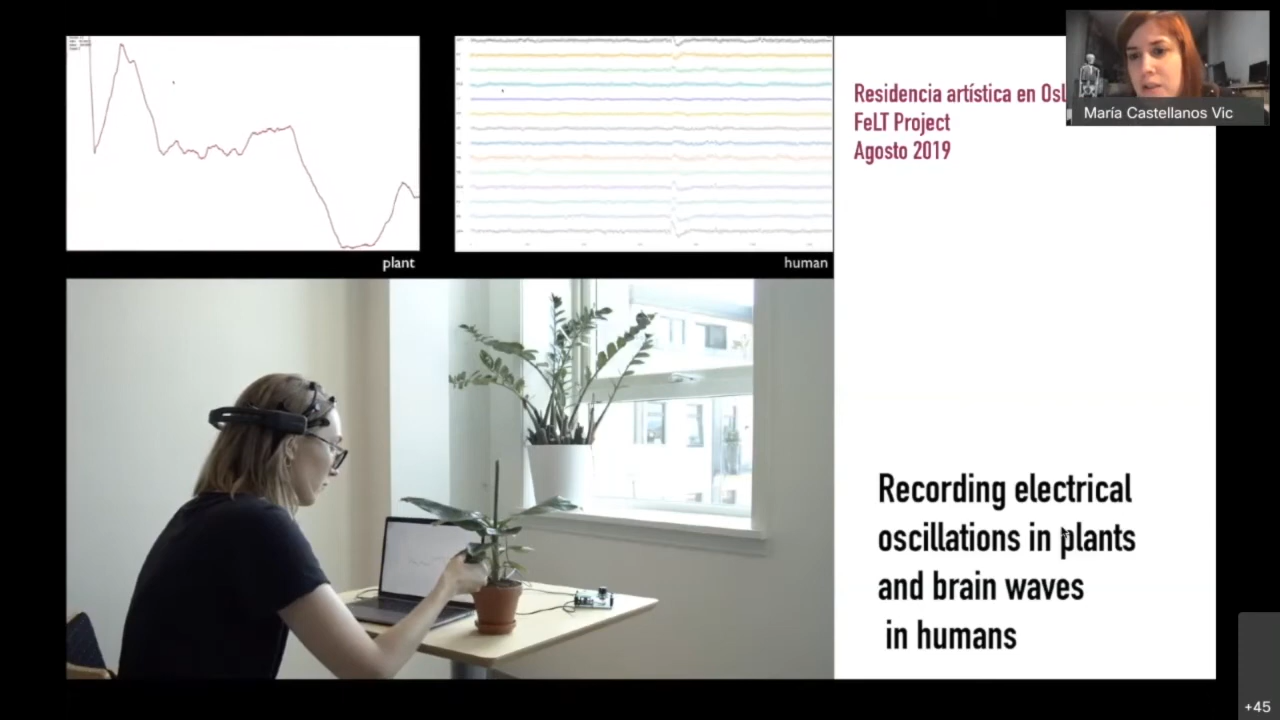 Residencia artística en Osl
FeLT Project
Agosto 2019
María Castellanos Vic
plant
human
Recording electrical
oscillations in plants
and brain waves
in humans
+45